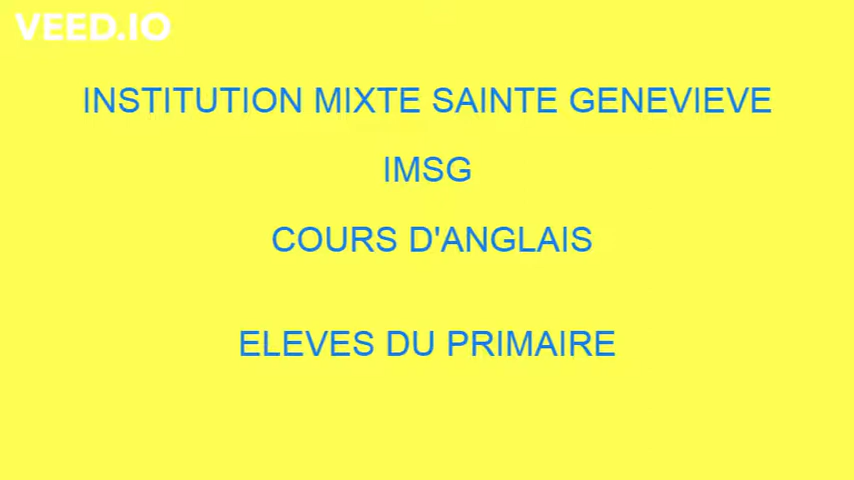 VEED.IO
INSTITUTION MIXTE SAINTE GENEVIEVE
IMSG
COURS D'ANGLAIS
ELEVES DU PRIMAIRE